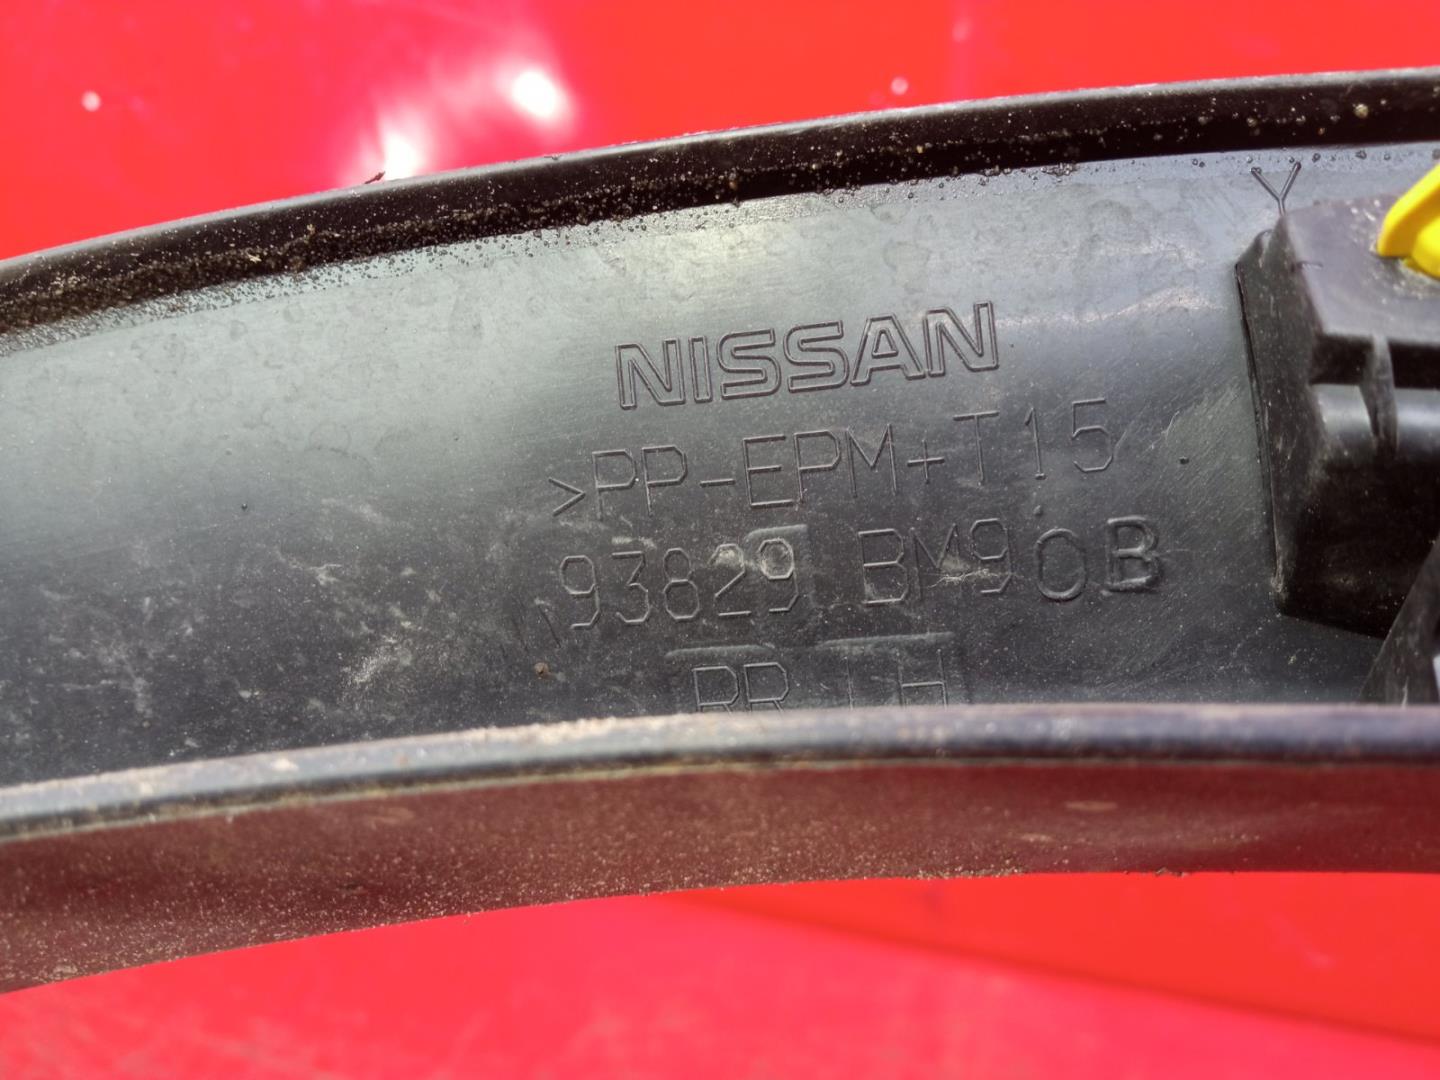 NISSAN
>PP-EPM+T15
93829 BM90B
RR LH